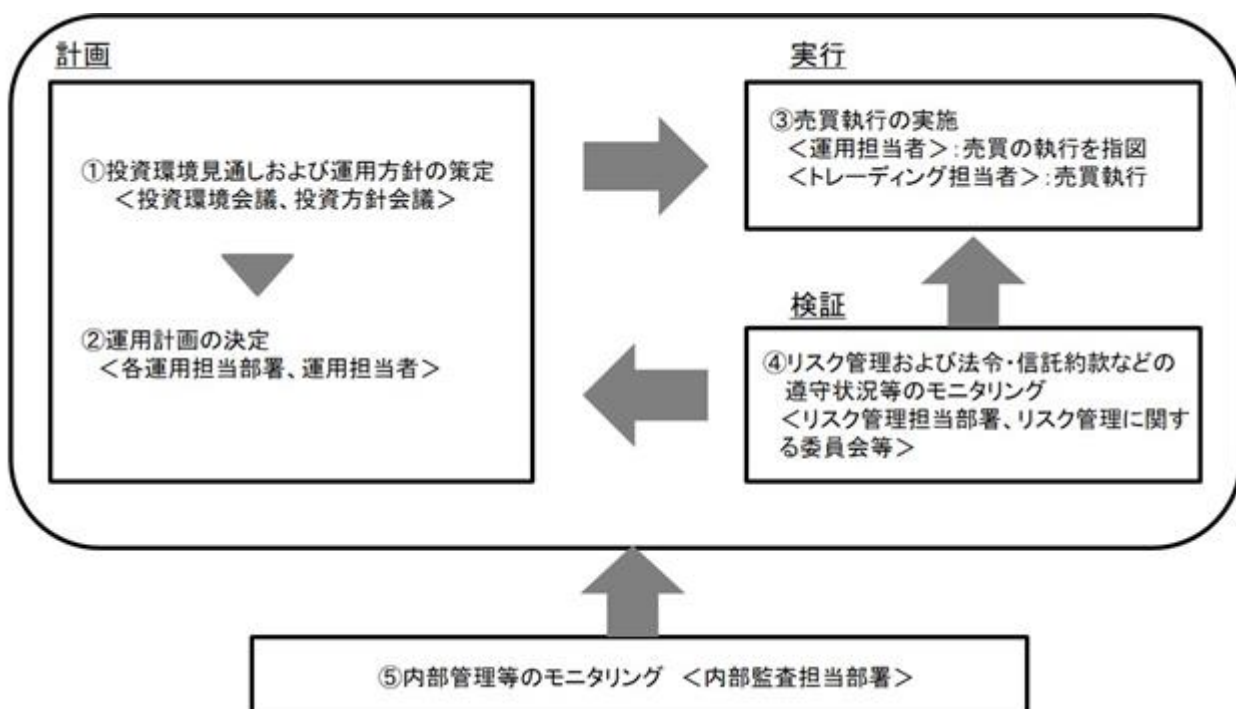 計画
①投資環境見通しおよび運用方針の策定
＜投資環境会議、投資方針会議＞
②運用計画の決定
＜各運用担当部署、運用担当者＞
実行
③売買執行の実施
＜運用担当者＞：売買の執行を指図
＜トレーディング担当者＞：売買執行
検証
④リスク管理および法令・信託約款などの
遵守状況等のモニタリング
＜リスク管理担当部署、リスク管理に関す
る委員会等＞
⑤内部管理等のモニタリング ＜内部監査担当部署＞